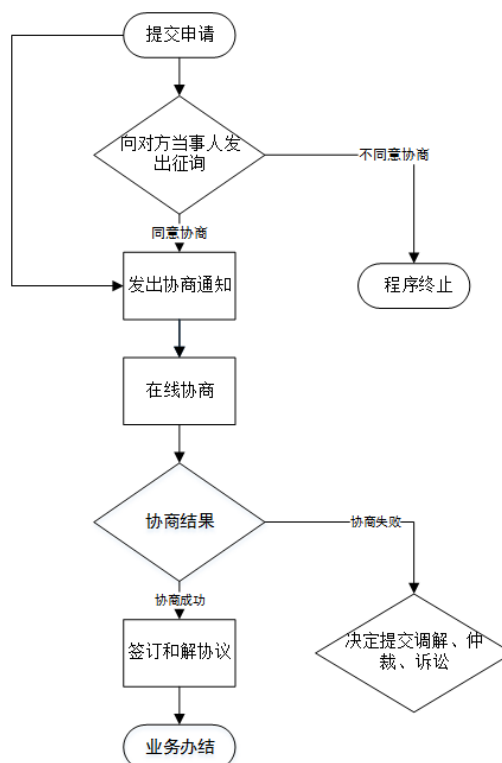 提交申请
向对方当事人发
出征询
不同意协商
同意协商
发出协商通知
程序终止
在线协商
协商结果
协商失败
协商成功
签订和解协议
决定提交调解、仲
裁、诉讼
业务办结